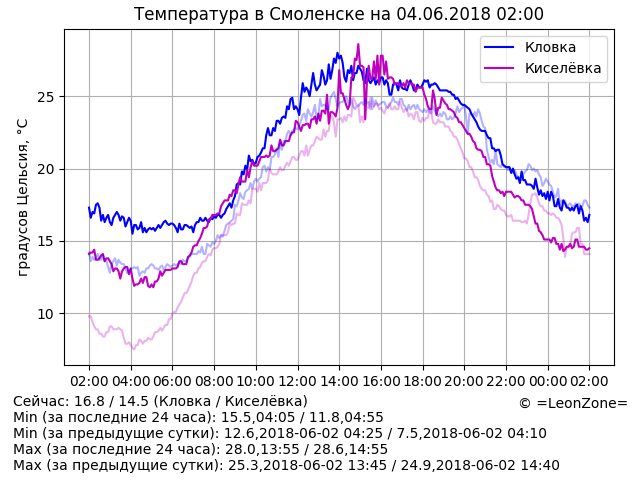 Температура в Смоленске на 04.06.2018 02:00
Кловка
Киселёвка
градусов Цельсия, °C
25
20
15
10
02:00 04:00 06:00 08:00 10:00 12:00 14:00 16:00 18:00 20:00 22:00 00:00 02:00
Сейчас: 16.8 / 14.5 (Кловка / Киселёвка)
© =LeonZone=
Min (за последние 24 часа): 15.5,04:05 / 11.8,04:55
Min (за предыдущие сутки): 12.6,2018-06-02 04:25 / 7.5,2018-06-02 04:10
Max (за последние 24 часа): 28.0,13:55 / 28.6,14:55
Max (за предыдущие сутки): 25.3,2018-06-02 13:45 / 24.9,2018-06-02 14:40